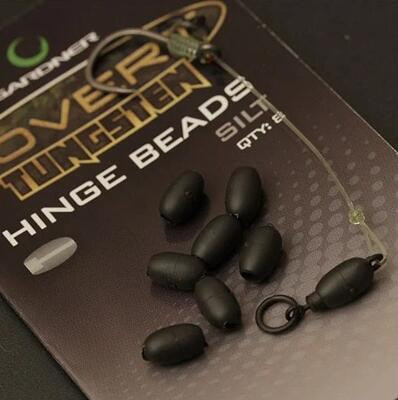 GARDNER
COVERT
TUNGSTEN
HINGE BEADS
SILT
QTY: 8